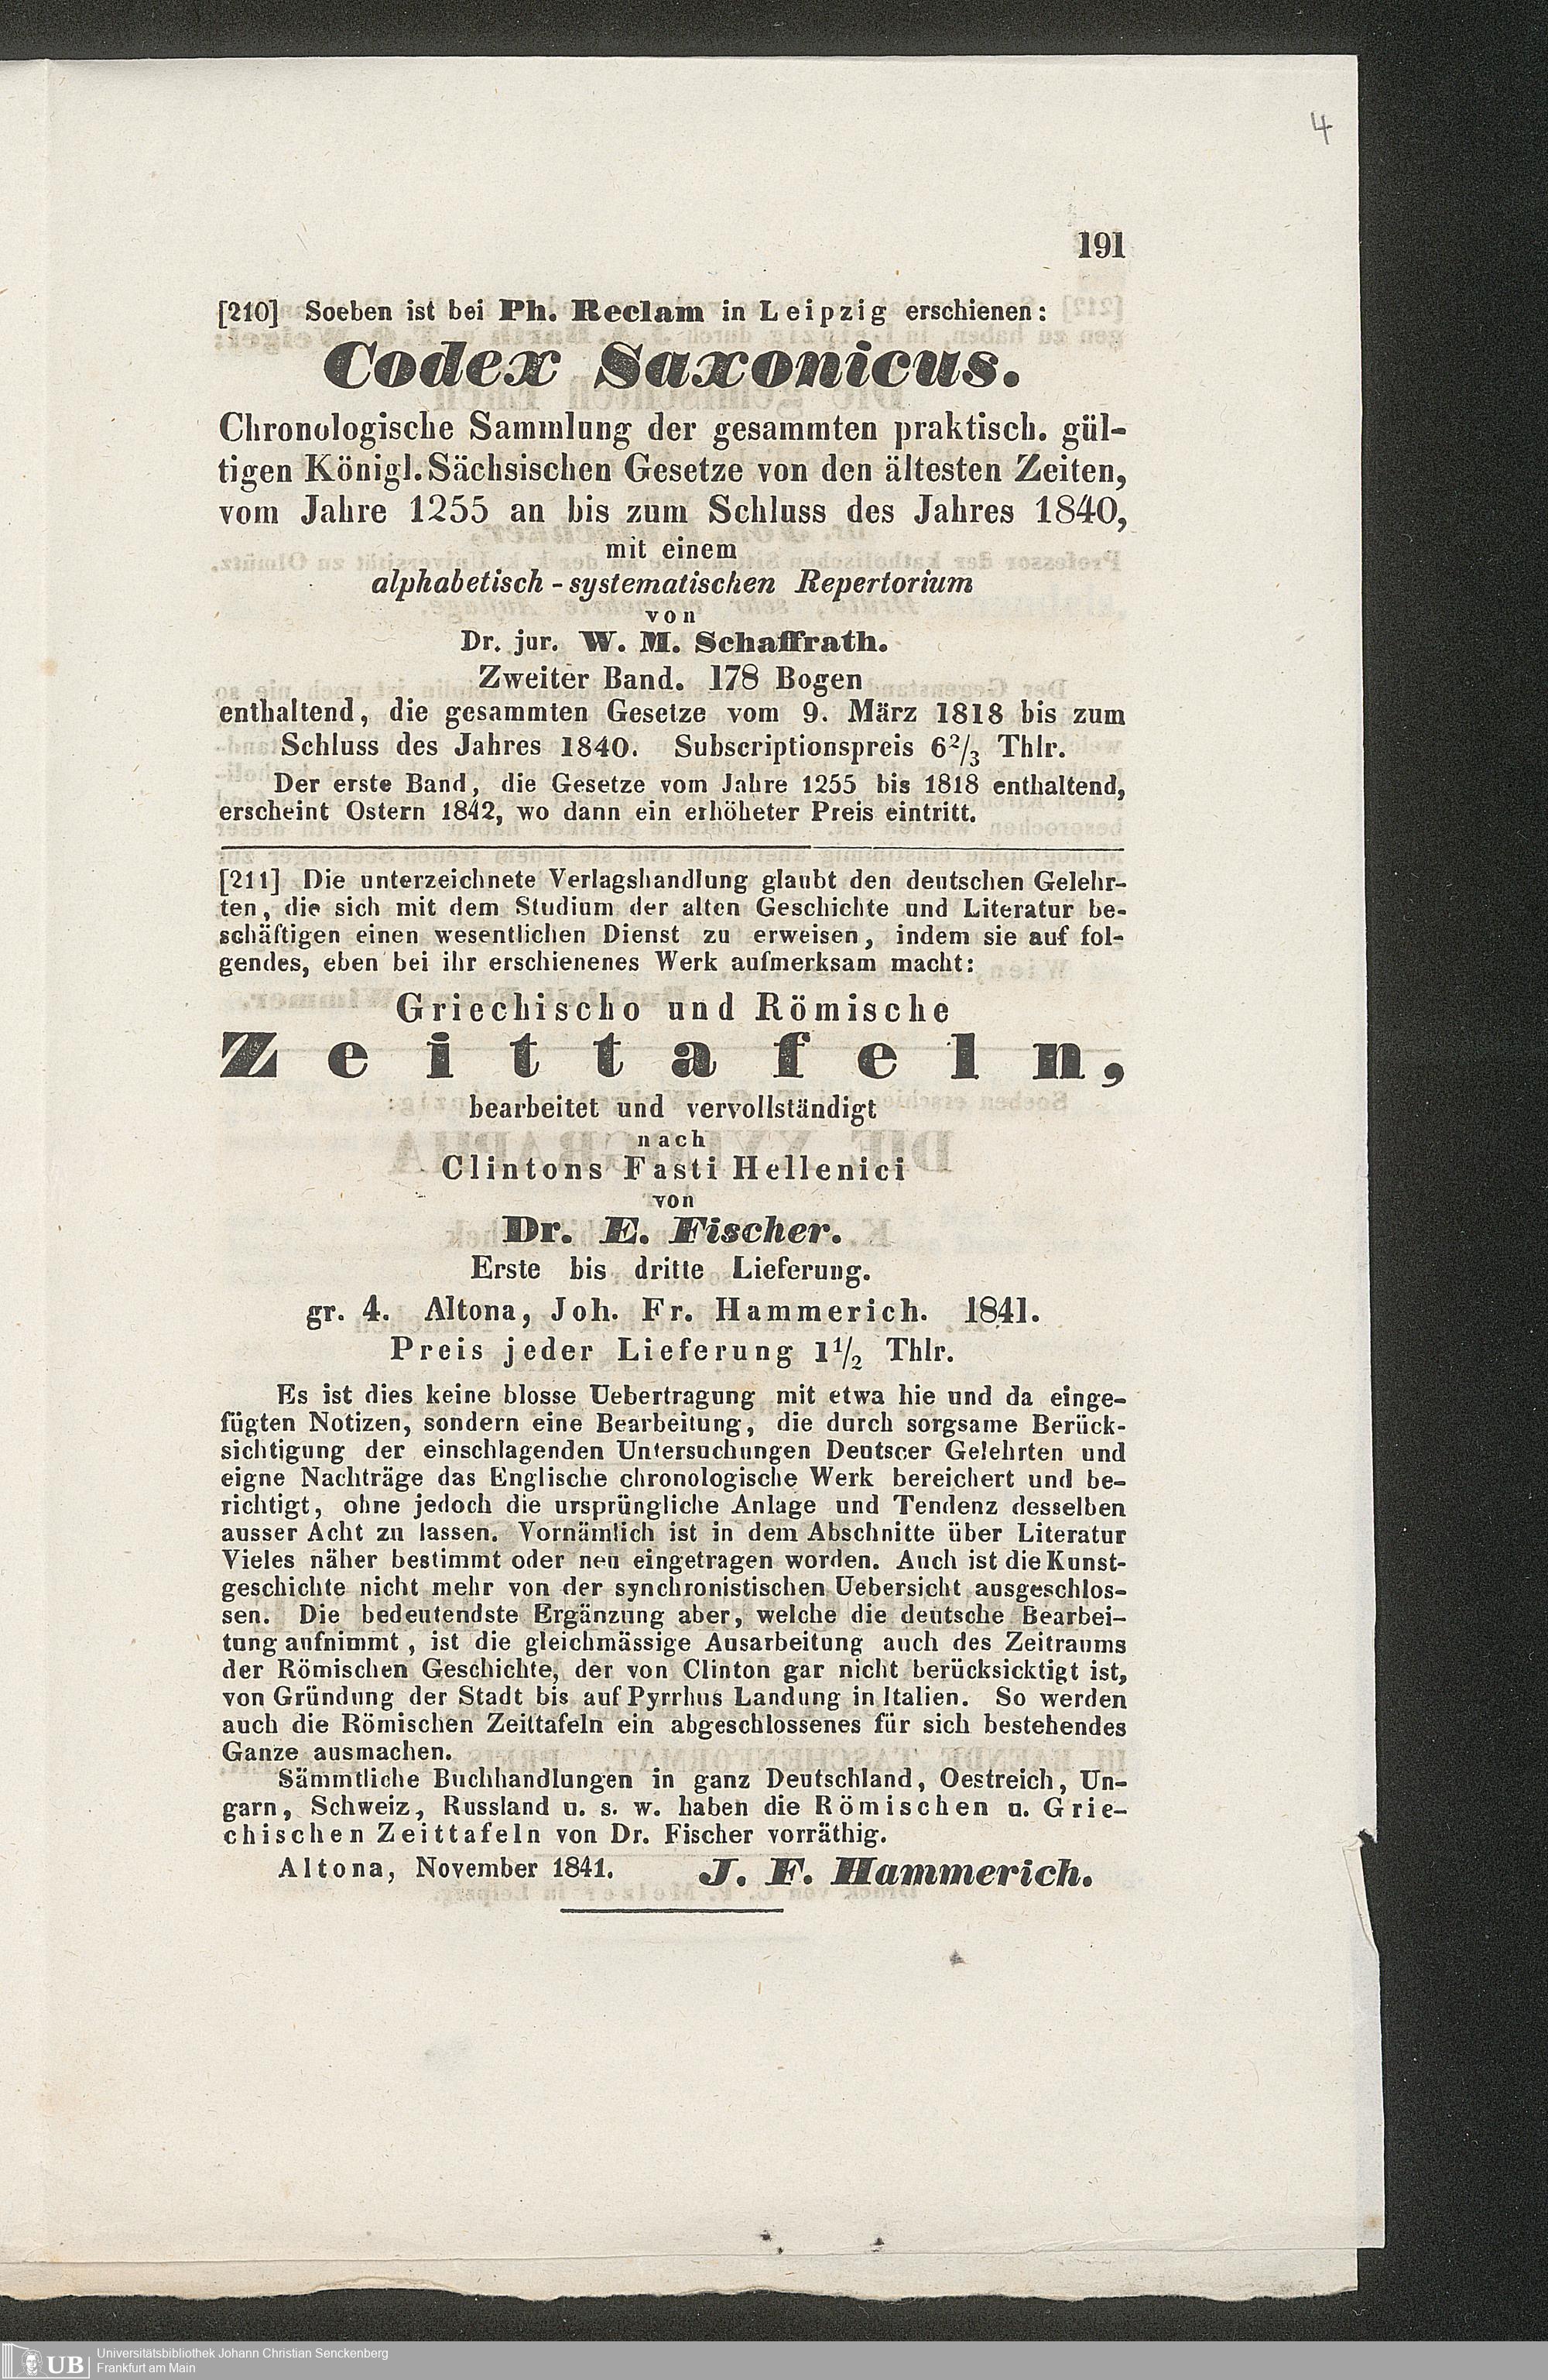 4
191
[210] Soeben ist bei Ph. Reclam in Leipzig erschienen:
Codex Saxonicus.
Chronologische Sammlung der gesammten praktisch. gül-
tigen Königl. Sächsischen Gesetze von den ältesten Zeiten,
vom Jahre 1255 an bis zum Schluss des Jahres 1840,
mit einem
alphabetisch - systematischen Repertorium
von
Dr. jur. W. M. Schaffrath.
Zweiter Band. 178 Bogen
enthaltend, die gesammten Gesetze vom 9. März 1818 bis zum
Schluss des Jahres 1840. Subscriptionspreis 6 2/3 Thlr.
Der erste Band, die Gesetze vom Jahre 1255 bis 1818 enthaltend,
erscheint Ostern 1842, wo dann ein erhöheter Preis eintritt.
[211] Die unterzeichnete Verlagshandlung glaubt den deutschen Gelehr-
ten, die sich mit dem Studium der alten Geschichte und Literatur be-
schäftigen einen wesentlichen Dienst zu erweisen, indem sie auf fol-
gendes, eben bei ihr erschienenes Werk aufmerksam macht:
Griechischo und Römische
Zeittafeln,
bearbeitet und vervollständigt
nach
Clintons Fasti Hellenici
von
Dr. E. Fischer.
Erste bis dritte Lieferung.
gr. 4. Altona, Joh. Fr. Hammerich. 1841.
Preis jeder Lieferung 1 1/2 Thlr.
Es ist dies keine blosse Uebertragung mit etwa hie und da einge-
fügten Notizen, sondern eine Bearbeitung, die durch sorgsame Berück-
sichtigung der einschlagenden Untersuchungen Deutscer Gelehrten und
eigne Nachträge das Englische chronologische Werk bereichert und be-
richtigt, ohne jedoch die ursprüngliche Anlage und Tendenz desselben
ausser Acht zu lassen. Vornämlich ist in dem Abschnitte über Literatur
Vieles näher bestimmt oder neu eingetragen worden. Auch ist die Kunst-
geschichte nicht mehr von der synchronistischen Uebersicht ausgeschlos-
sen. Die bedeutendste Ergänzung aber, welche die deutsche Bearbei-
tung aufnimmt, ist die gleichmässige Ausarbeitung auch des Zeitraums
der Römischen Geschichte, der von Clinton gar nicht berücksicktigt ist,
von Gründung der Stadt bis auf Pyrrhus Landung in Italien. So werden
auch die Römischen Zeittafeln ein abgeschlossenes für sich bestehendes
Ganze ausmachen.
Sämmtliche Buchhandlungen in ganz Deutschland, Oestreich, Un-
garn, Schweiz, Russland u. s. w. haben die Römischen u. Grie-
chischen Zeittafeln von Dr. Fischer vorräthig.
Altona, November 1841. J. F. Hammerich.
UB Universitätsbibliothek Johann Christian Senckenberg
Frankfurt am Main